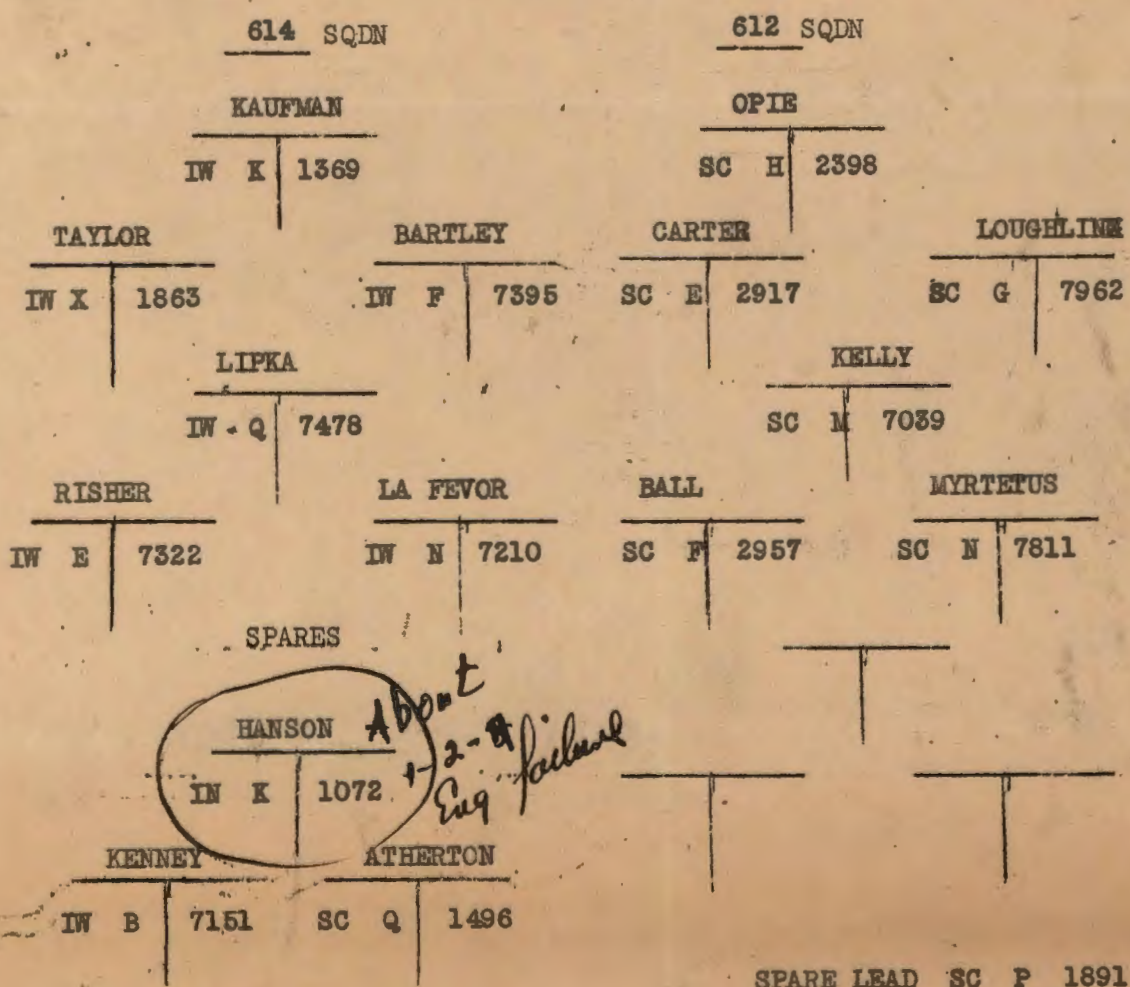 614 SQDN 612 SQDN
KAUFMAN OPIE
IW K 1369 SC H 2398
TAYLOR BARTLEY CARTER LOUGHLINE
IW X 1863 IW F 7395 SC E 2917 SC G 7962
LIPKA KELLY
IW Q 7478 SC M 7039
RISHER LA FEVOR BALL MYRTETUS
IW E 7322 IW N 7210 SC F 2957 SC N 7811
SPARES
HANSON
IN K 1072
Abort
Eng failure
KENNEY ATHERTON
IW B 7151 SC Q 1496
SPARE LEAD SC P 1891